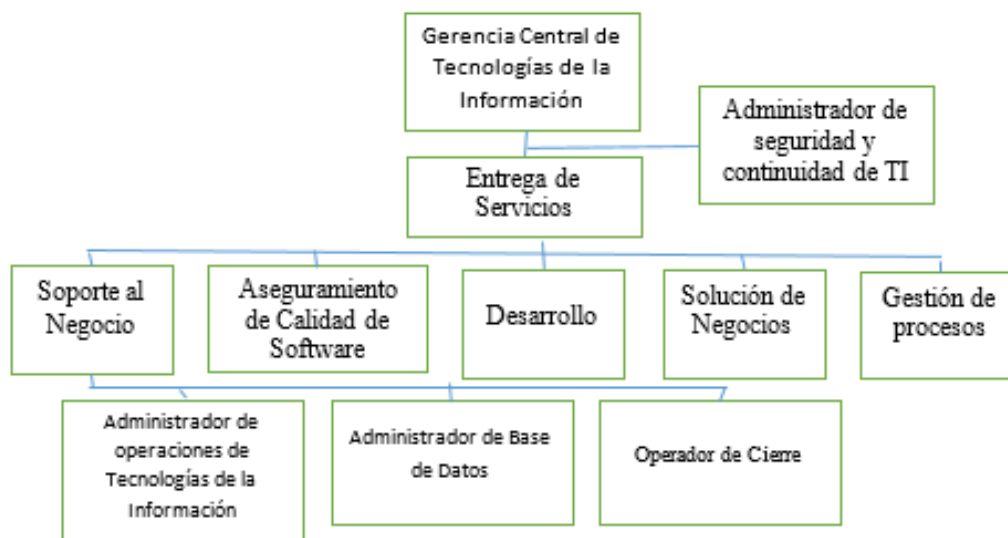 Gerencia Central de
Tecnologías de la
Información
Administrador de
seguridad y
continuidad de TI
Entrega de
Servicios
Soporte al
Negocio
Aseguramiento
de Calidad de
Software
Desarrollo
Solución de
Negocios
Gestión de
procesos
Administrador de
operaciones de
Tecnologías de la
Información
Administrador de Base
de Datos
Operador de Cierre